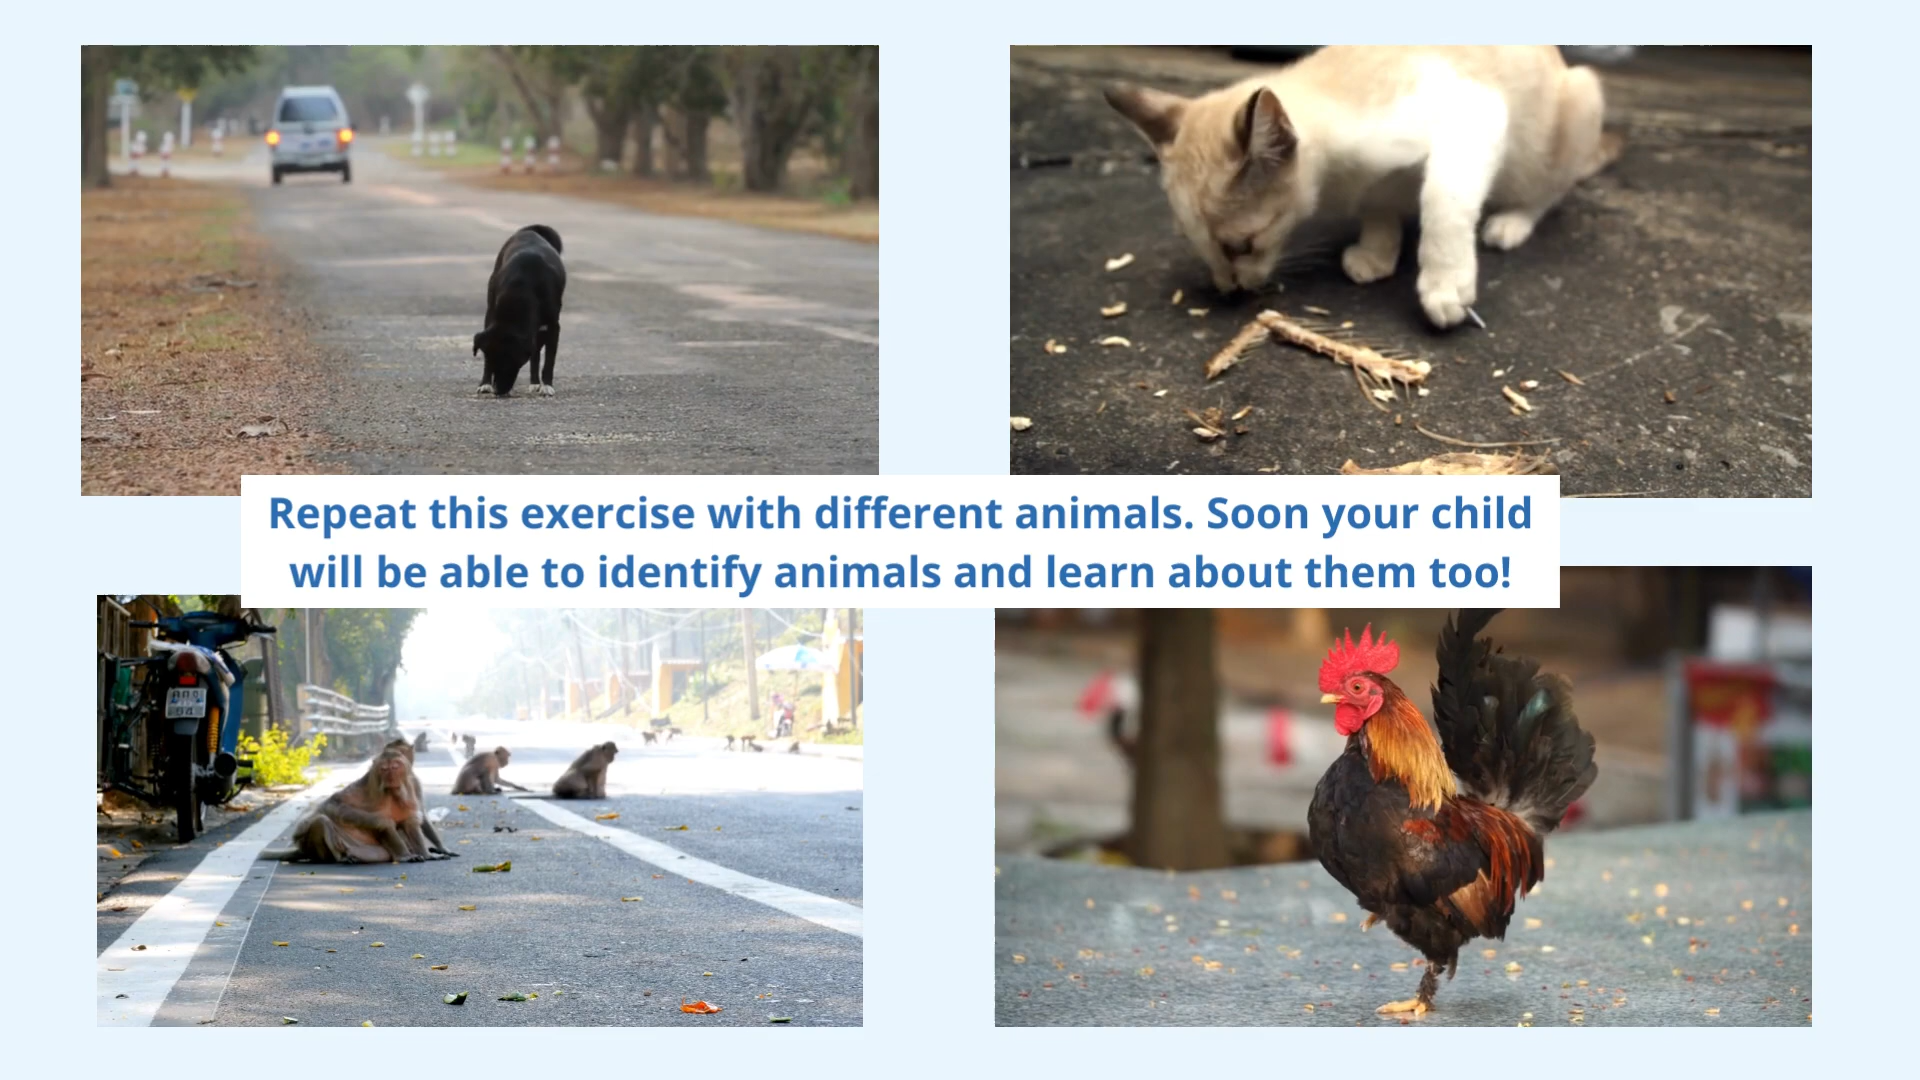 Repeat this exercise with different animals. Soon your child
will be able to identify animals and learn about them too!